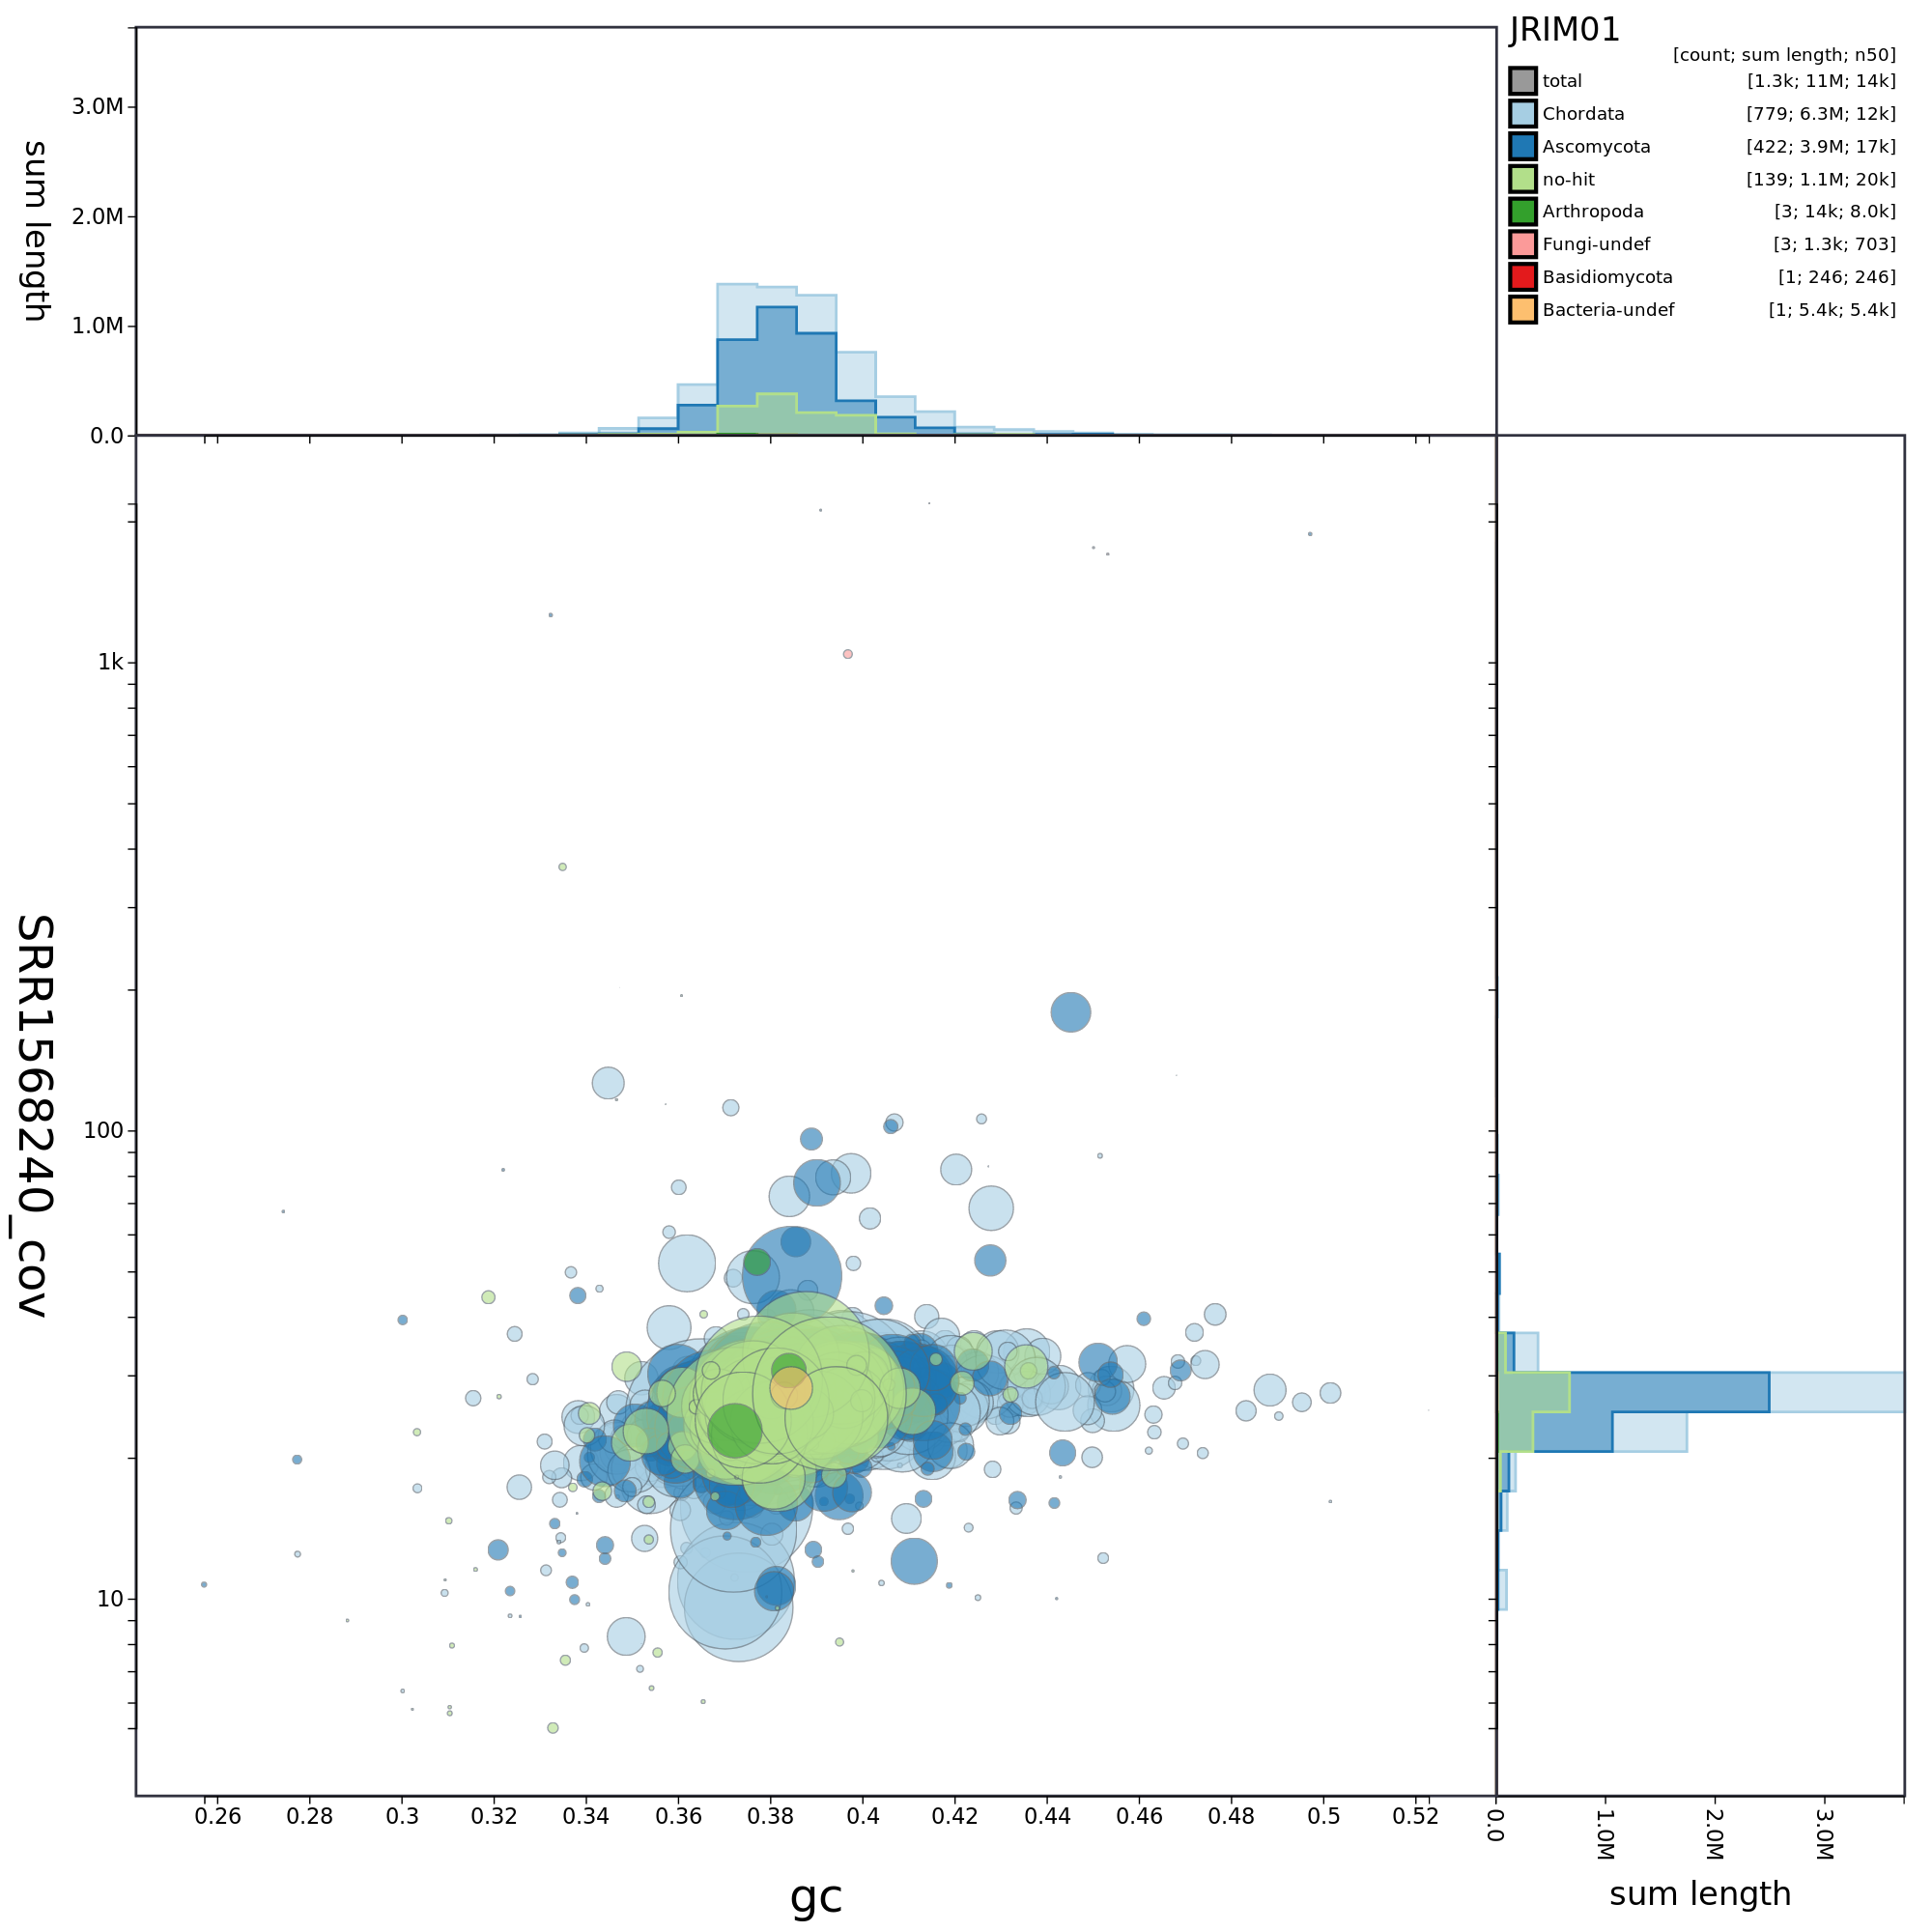 JRIM01
[count; sum length; n50]
total [1.3k; 11M; 14k]
Chordata [779; 6.3M; 12k]
Ascomycota [422; 3.9M; 17k]
no-hit [139; 1.1M; 20k]
Arthropoda [3; 14k; 8.0k]
Fungi-undef [3; 1.3k; 703]
Basidiomycota [1; 246; 246]
Bacteria-undef [1; 5.4k; 5.4k]
sum length
3.0M
2.0M
1.0M
0.0
SRR1568240_cov
1k
100
10
0.26 0.28 0.3 0.32 0.34 0.36 0.38 0.4 0.42 0.44 0.46 0.48 0.5 0.52
gc
0.0 1.0M 2.0M 3.0M
sum length